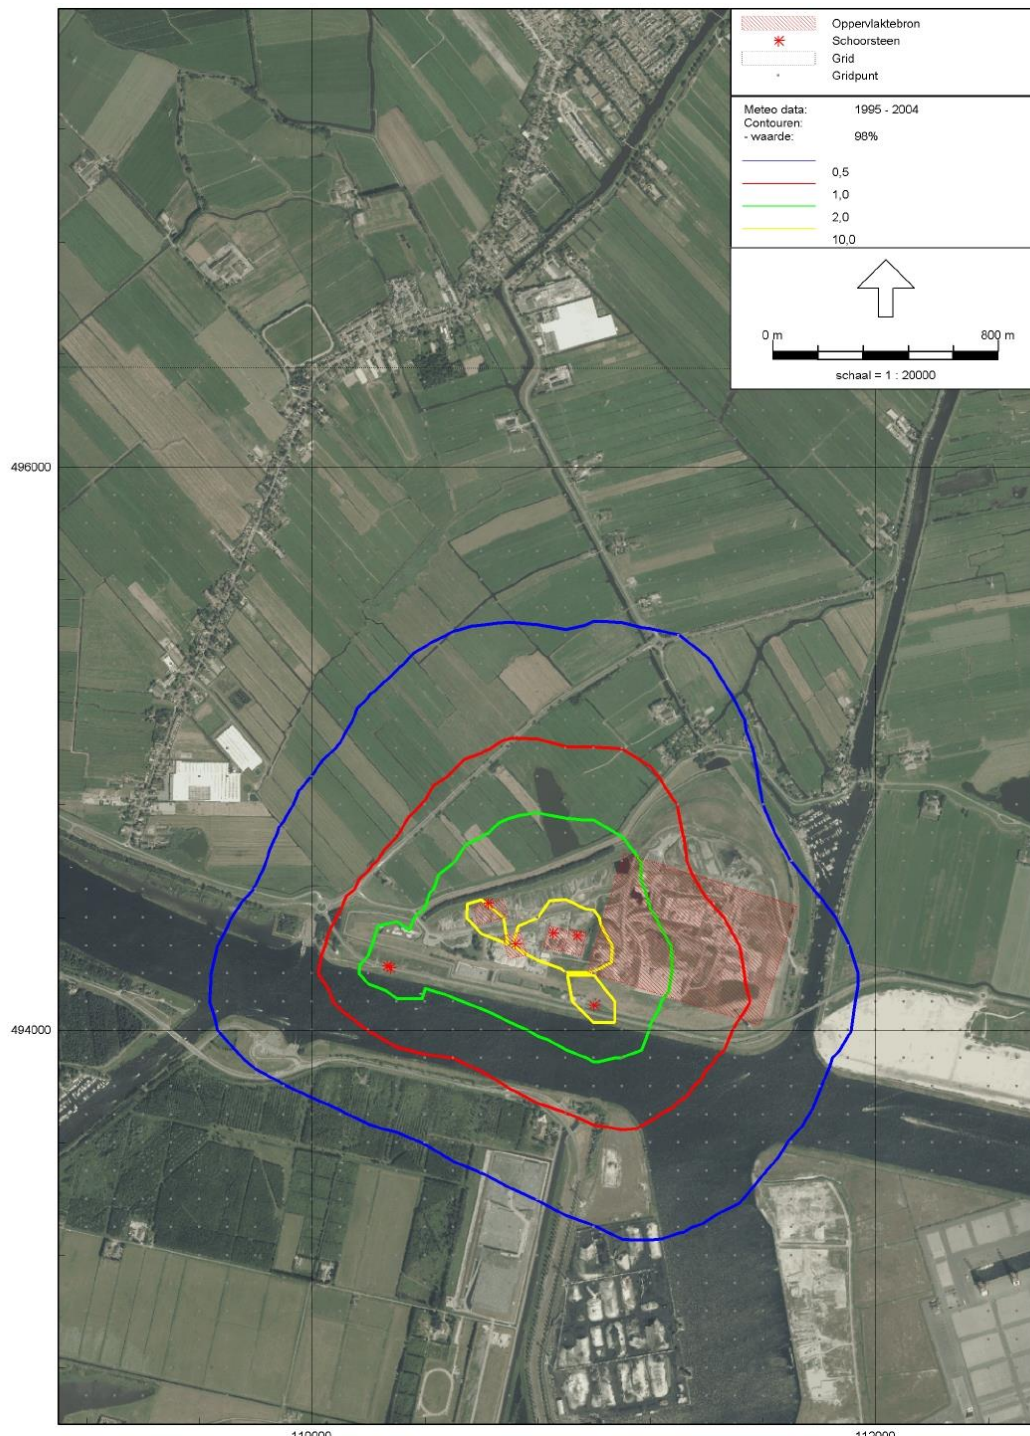 Oppervlaktebron
Schoorsteen
Grid
Gridpunt
Meteo data: 1995 - 2004
Contouren:
- waarde: 98%
0,5
1,0
2,0
10,0
0 m 800 m
schaal = 1 : 20000
496000
494000
110000 112000